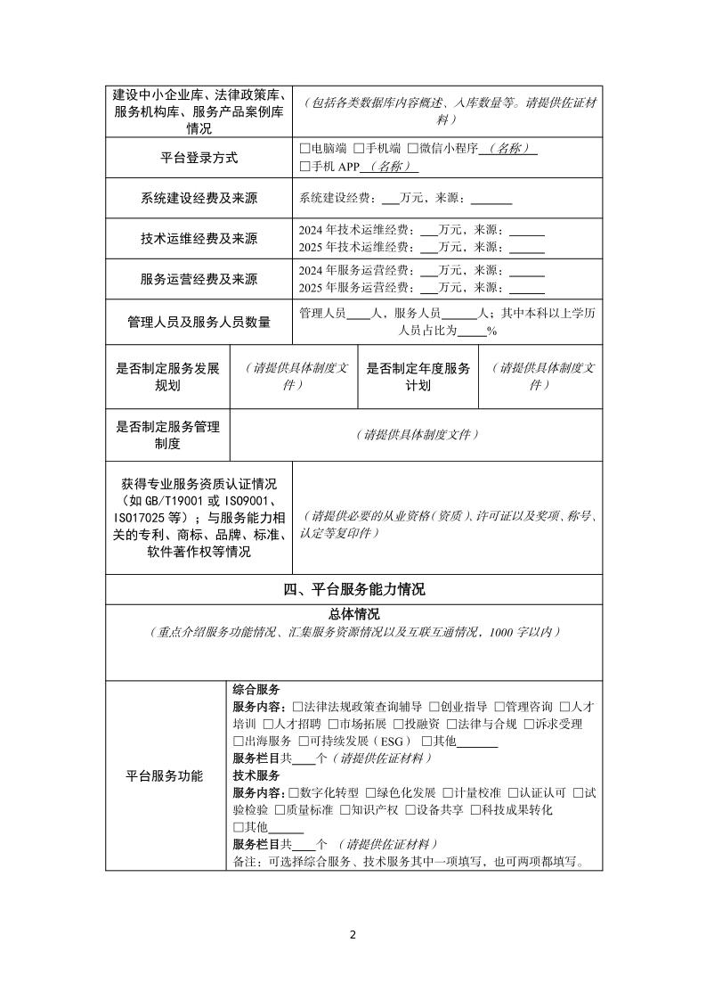 建设中小企业库、法律政策库、
服务机构库、服务产品案例库
情况
（包括各类数据库内容概述、入库数量等。请提供佐证材
料）
平台登录方式
□电脑端 □手机端 □微信小程序 （名称）
□手机 APP （名称）
系统建设经费及来源
系统建设经费：___万元，来源：_______
技术运维经费及来源
2024 年技术运维经费：___万元，来源：______
2025 年技术运维经费：___万元，来源：______
服务运营经费及来源
2024 年服务运营经费：___万元，来源：______
2025 年服务运营经费：___万元，来源：______
管理人员及服务人员数量
管理人员____人，服务人员______人；其中本科以上学历
人员占比为_____%
是否制定服务发展
规划
（请提供具体制度文
件）
是否制定年度服务
计划
（请提供具体制度文
件）
是否制定服务管理
制度
（请提供具体制度文件）
获得专业服务资质认证情况
（如 GB/T19001 或 ISO9001、
ISO17025 等）；与服务能力相
关的专利、商标、品牌、标准、
软件著作权等情况
（请提供必要的从业资格（资质）、许可证以及奖项、称号、
认定等复印件）
四、平台服务能力情况
总体情况
（重点介绍服务功能情况、汇集服务资源情况以及互联互通情况，1000 字以内）
平台服务功能
综合服务
服务内容：□法律法规政策查询辅导 □创业指导 □管理咨询 □人才
培训 □人才招聘 □市场拓展 □投融资 □法律与合规 □诉求受理
□出海服务 □可持续发展（ESG） □其他_______
服务栏目共____个（请提供佐证材料）
技术服务
服务内容：□数字化转型 □绿色化发展 □计量校准 □认证认可 □试
验检验 □质量标准 □知识产权 □设备共享 □科技成果转化
□其他______
服务栏目共____个 （请提供佐证材料）
备注：可选择综合服务、技术服务其中一项填写，也可两项都填写。
2